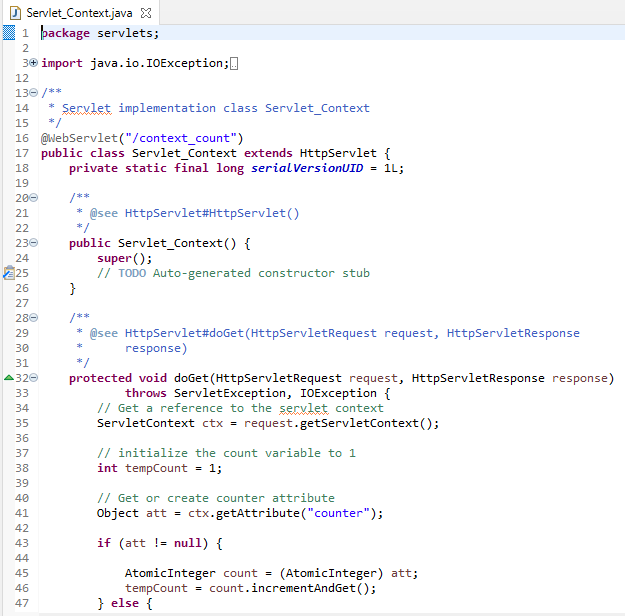 Servlet_Context.java
1 package servlets;
2
3 import java.io.IOException;
12
13 /**
14  * Servlet implementation class Servlet_Context
15  */
16 @WebServlet("/context_count")
17 public class Servlet_Context extends HttpServlet {
18     private static final long serialVersionUID = 1L;
19
20     /**
21      * @see HttpServlet#HttpServlet()
22      */
23     public Servlet_Context() {
24         super();
25         // TODO Auto-generated constructor stub
26     }
27
28     /**
29      * @see HttpServlet#doGet(HttpServletRequest request, HttpServletResponse
30      *      response)
31      */
32     protected void doGet(HttpServletRequest request, HttpServletResponse response)
33             throws ServletException, IOException {
34         // Get a reference to the servlet context
35         ServletContext ctx = request.getServletContext();
36
37         // initialize the count variable to 1
38         int tempCount = 1;
39
40         // Get or create counter attribute
41         Object att = ctx.getAttribute("counter");
42
43         if (att != null) {
44
45             AtomicInteger count = (AtomicInteger) att;
46             tempCount = count.incrementAndGet();
47         } else {